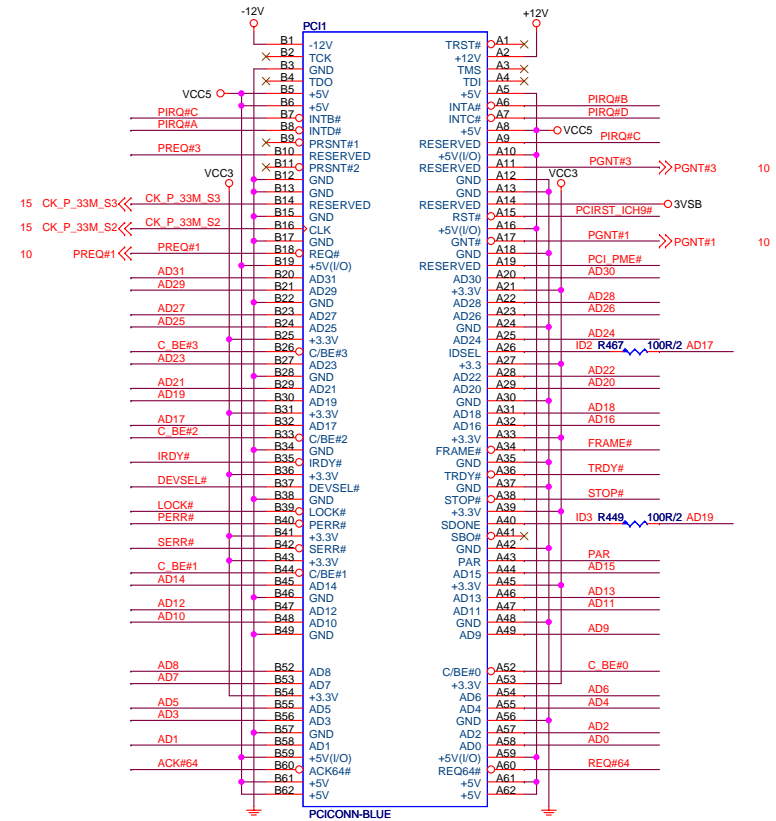 -12V +12V
PCI1
B1 -12V TRST# A1
B2 TCK +12V A2
B3 GND TMS A3
B4 TDO TDI A4
VCC5 B5 +5V +5V A5
B6 +5V INTA# A6 PIRQ#B
PIRQ#C B7 INTB# INTC# A7 PIRQ#D
PIRQ#A B8 INTD# +5V A8 VCC5
B9 PRSNT#1 RESERVED A9 PIRQ#C
PREQ#3 B10 RESERVED +5V(I/O) A10
B11 PRSNT#2 RESERVED A11 PGNT#3 PGNT#3 10
VCC3 B12 GND GND A12 VCC3
B13 GND GND A13
15 CK_P_33M_S3 CK_P_33M_S3 B14 RESERVED RESERVED A14 3VSB
B15 GND RST# A15 PCIRST_ICH9#
15 CK_P_33M_S2 CK_P_33M_S2 B16 CLK +5V(I/O) A16
B17 GND GNT# A17 PGNT#1 PGNT#1 10
10 PREQ#1 PREQ#1 B18 REQ# GND A18
B19 +5V(I/O) RESERVED A19 PCI_PME#
AD31 B20 AD31 AD30 A20 AD30
AD29 B21 AD29 +3.3V A21
B22 GND AD28 A22 AD28
AD27 B23 AD27 AD26 A23 AD26
AD25 B24 AD25 GND A24
B25 +3.3V AD24 A25 AD24
C_BE#3 B26 C/BE#3 IDSEL A26 ID2 R467 100R/2 AD17
AD23 B27 AD23 +3.3 A27
B28 GND AD22 A28 AD22
AD21 B29 AD21 AD20 A29 AD20
AD19 B30 AD19 GND A30
B31 +3.3V AD18 A31 AD18
AD17 B32 AD17 AD16 A32 AD16
C_BE#2 B33 C/BE#2 +3.3V A33
B34 GND FRAME# A34 FRAME#
IRDY# B35 IRDY# GND A35
B36 +3.3V TRDY# A36 TRDY#
DEVSEL# B37 DEVSEL# GND A37
B38 GND STOP# A38 STOP#
LOCK# B39 LOCK# +3.3V A39
PERR# B40 PERR# SDONE A40 ID3 R449 100R/2 AD19
B41 +3.3V SBO# A41
SERR# B42 SERR# GND A42
B43 +3.3V PAR A43 PAR
C_BE#1 B44 C/BE#1 AD15 A44 AD15
AD14 B45 AD14 +3.3V A45
B46 GND AD13 A46 AD13
AD12 B47 AD12 AD11 A47 AD11
AD10 B48 AD10 GND A48
B49 GND AD9 A49 AD9
AD8 B52 AD8 C/BE#0 A52 C_BE#0
AD7 B53 AD7 +3.3V A53
B54 +3.3V AD6 A54 AD6
AD5 B55 AD5 AD4 A55 AD4
AD3 B56 AD3 GND A56
B57 GND AD2 A57 AD2
AD1 B58 AD1 AD0 A58 AD0
B59 +5V(I/O) +5V(I/O) A59
ACK#64 B60 ACK64# REQ64# A60 REQ#64
B61 +5V +5V A61
B62 +5V +5V A62
PCICONN-BLUE